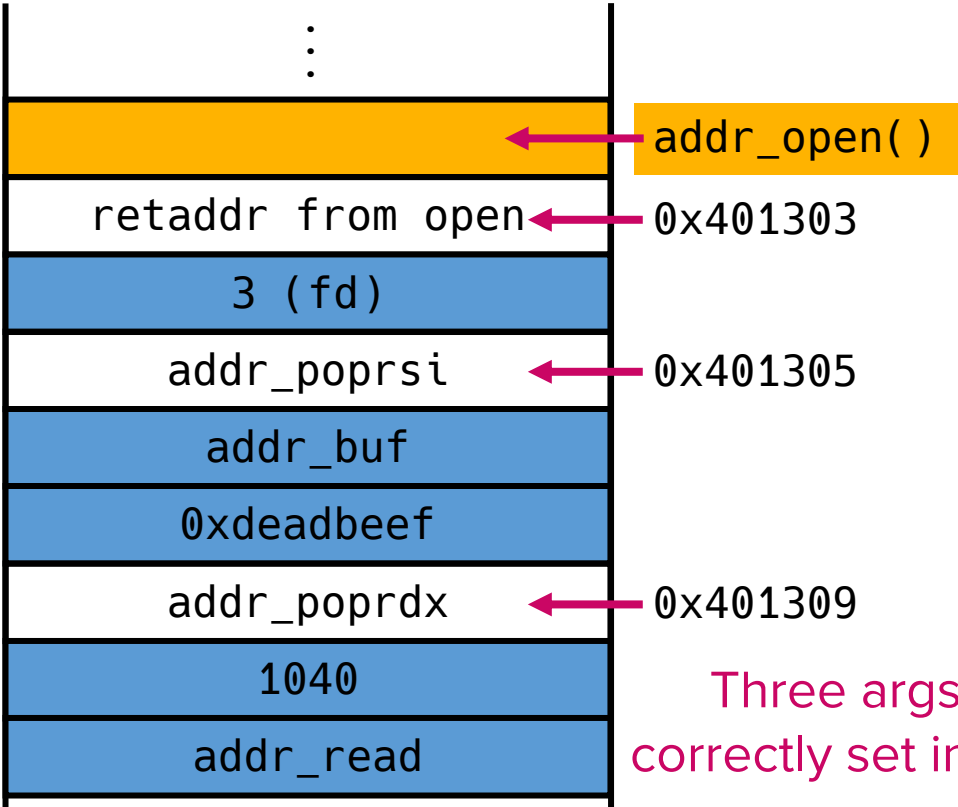 ⋮
addr_open()
retaddr from open
0x401303
3 (fd)
addr_poprsi
0x401305
addr_buf
0xdeadbeef
addr_poprdx
0x401309
1040
Three args
addr_read
correctly set